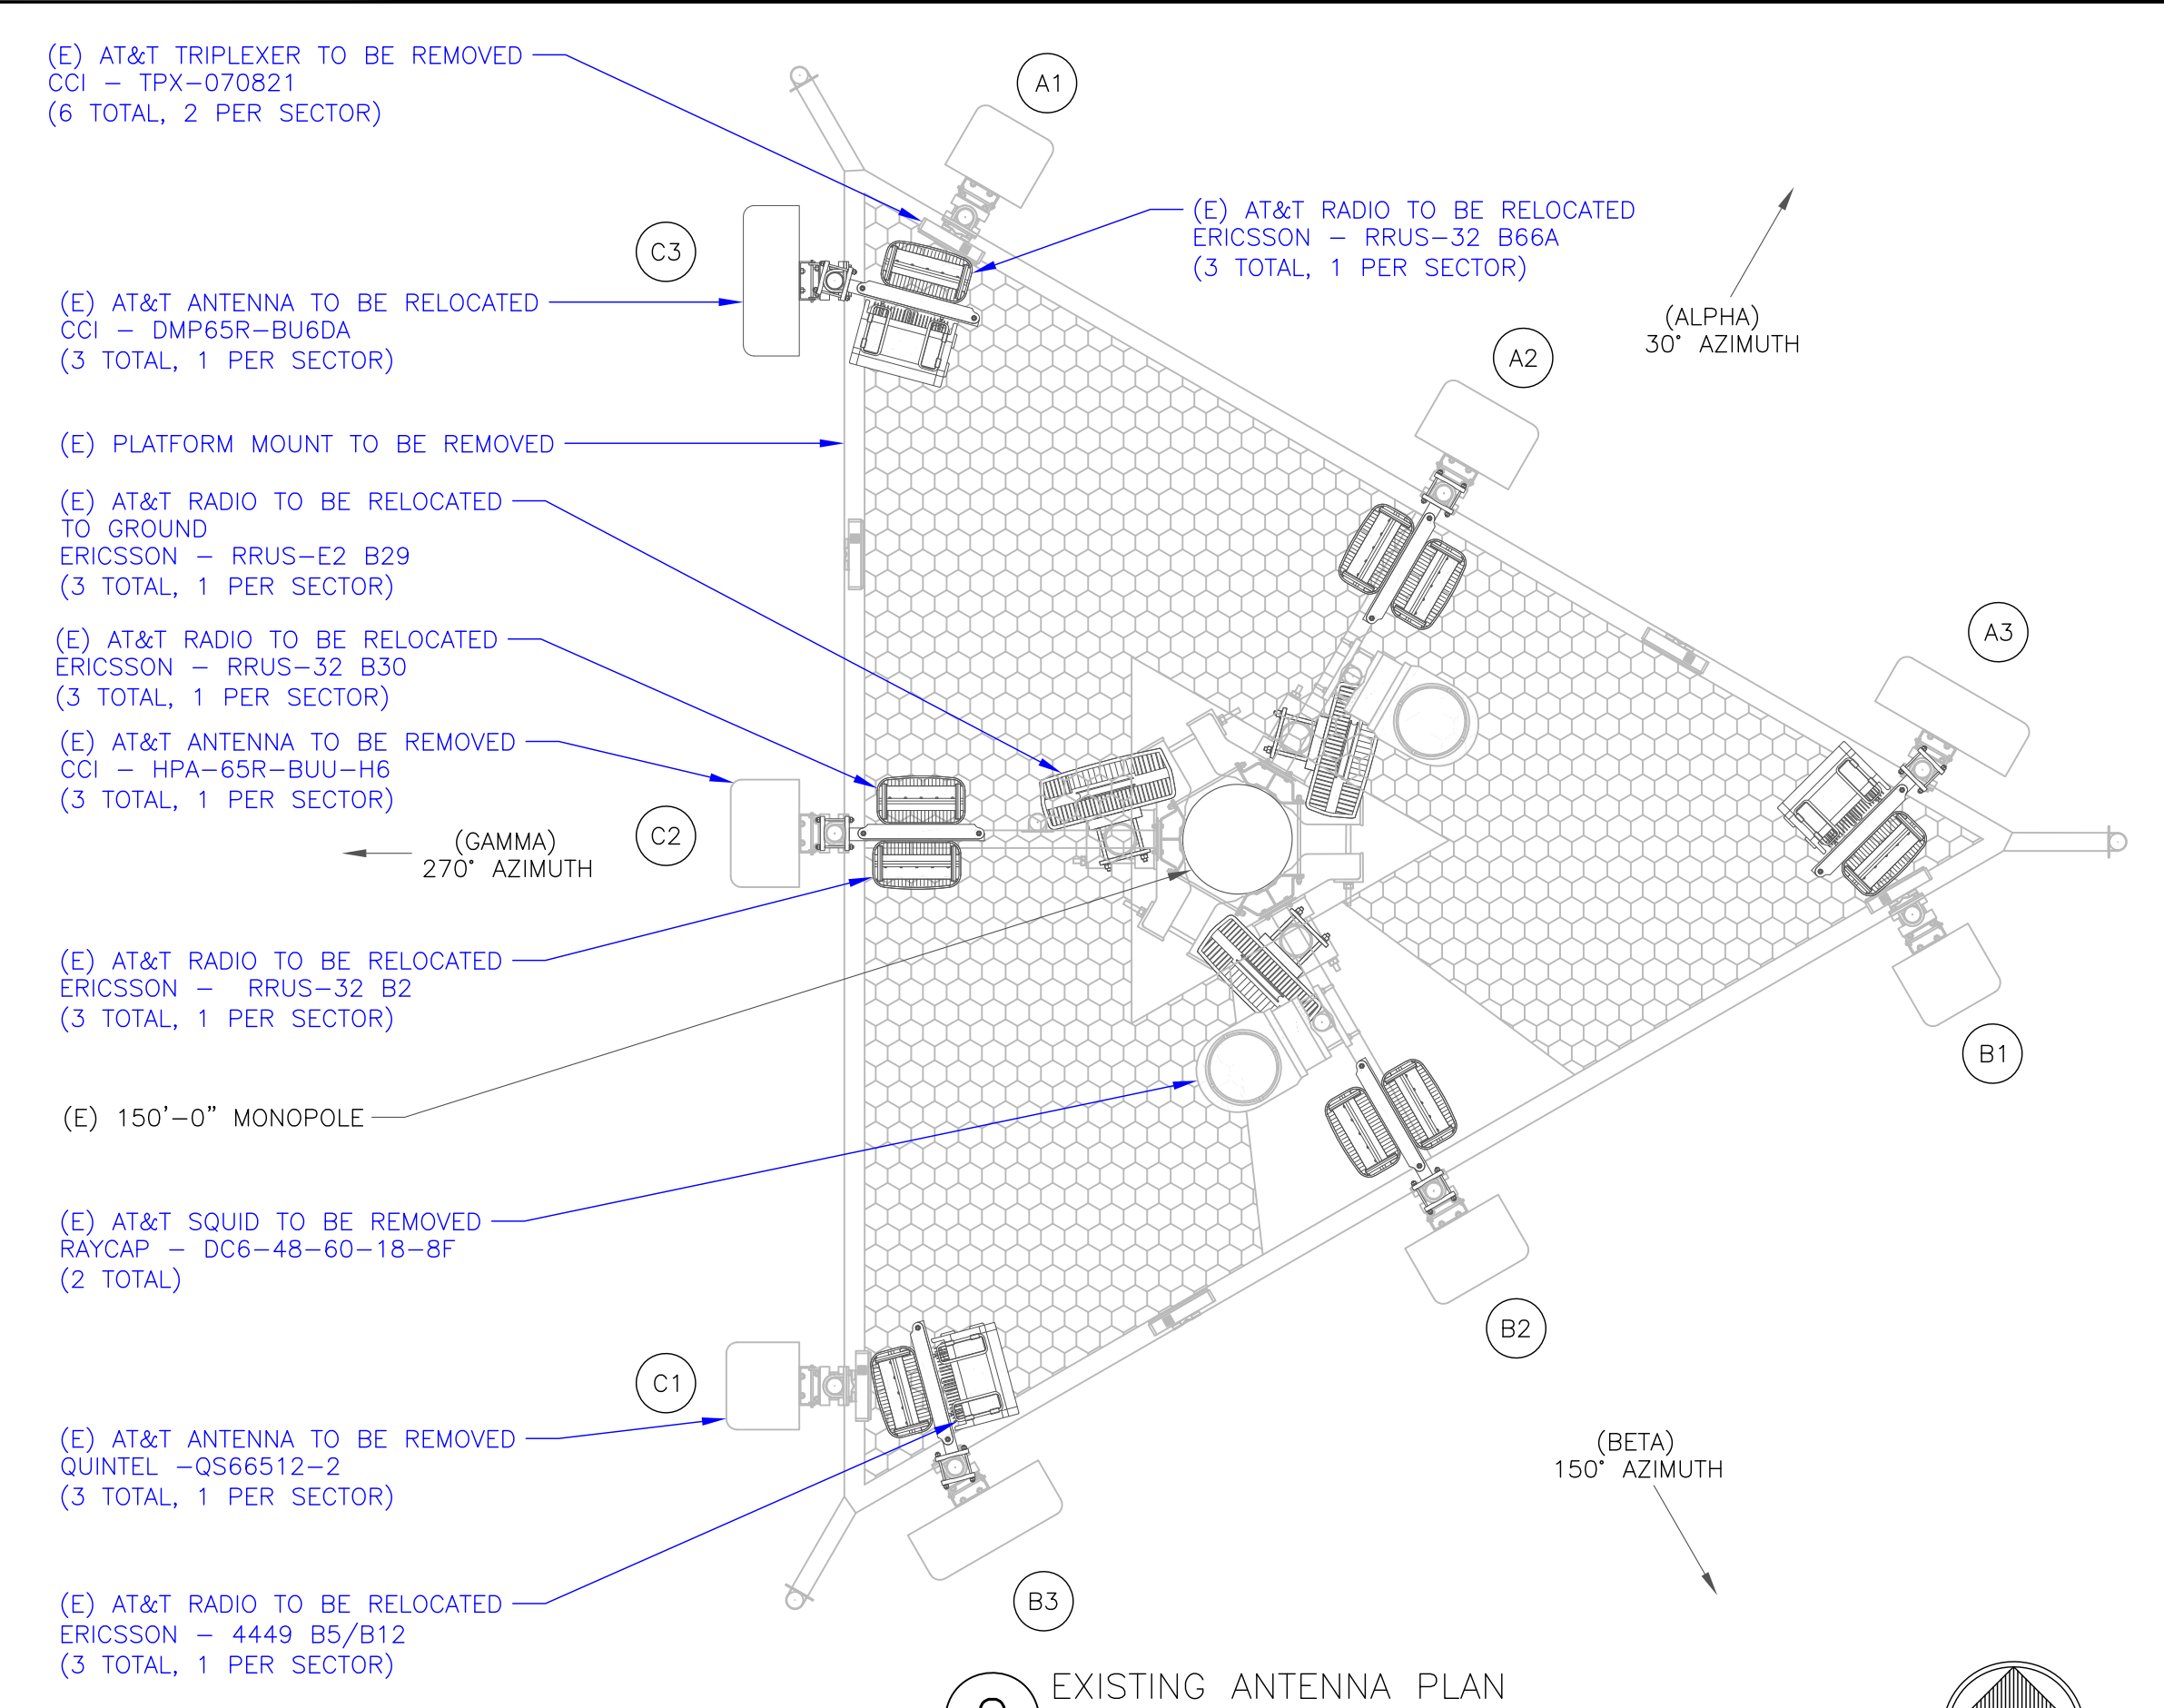 (E) AT&T TRIPLEXER TO BE REMOVED
CCI - TPX-070821
(6 TOTAL, 2 PER SECTOR)
A1
C3
(E) AT&T RADIO TO BE RELOCATED
ERICSSON - RRUS-32 B66A
(3 TOTAL, 1 PER SECTOR)
(E) AT&T ANTENNA TO BE RELOCATED
CCI - DMP65R-BU6DA
(3 TOTAL, 1 PER SECTOR)
(ALPHA)
30° AZIMUTH
A2
(E) PLATFORM MOUNT TO BE REMOVED
(E) AT&T RADIO TO BE RELOCATED
TO GROUND
ERICSSON - RRUS-E2 B29
(3 TOTAL, 1 PER SECTOR)
A3
(E) AT&T RADIO TO BE RELOCATED
ERICSSON - RRUS-32 B30
(3 TOTAL, 1 PER SECTOR)
(E) AT&T ANTENNA TO BE REMOVED
CCI - HPA-65R-BUU-H6
(3 TOTAL, 1 PER SECTOR)
C2
(GAMMA)
270° AZIMUTH
(E) AT&T RADIO TO BE RELOCATED
ERICSSON - RRUS-32 B2
(3 TOTAL, 1 PER SECTOR)
B1
(E) 150'-0" MONOPOLE
(E) AT&T SQUID TO BE REMOVED
RAYCAP - DC6-48-60-18-8F
(2 TOTAL)
B2
C1
(E) AT&T ANTENNA TO BE REMOVED
QUINTEL -QS66512-2
(3 TOTAL, 1 PER SECTOR)
(BETA)
150° AZIMUTH
B3
(E) AT&T RADIO TO BE RELOCATED
ERICSSON - 4449 B5/B12
(3 TOTAL, 1 PER SECTOR)
EXISTING ANTENNA PLAN